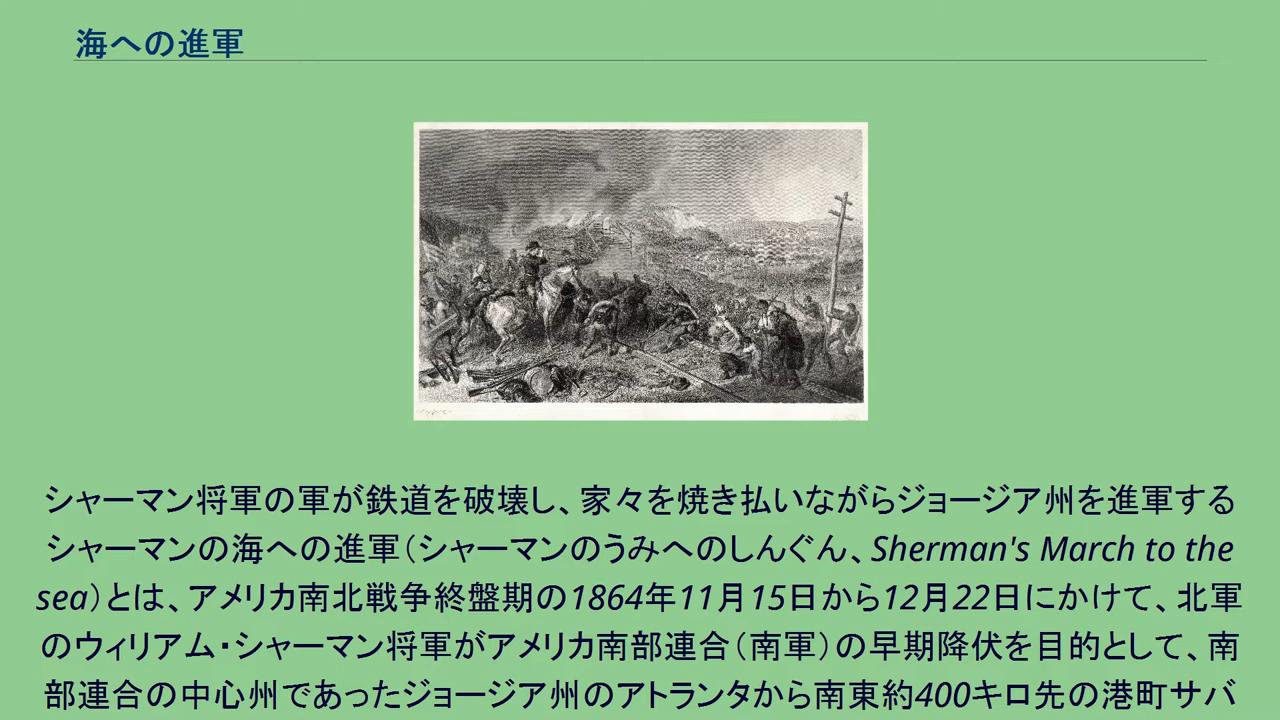 海への進軍
シャーマン将軍の軍が鉄道を破壊し、家々を焼き払いながらジョージア州を進軍する
シャーマンの海への進軍（シャーマンのうみへのしんぐん、Sherman's March to the
sea）とは、アメリカ南北戦争終盤期の1864年11月15日から12月22日にかけて、北軍
のウィリアム・シャーマン将軍がアメリカ南部連合（南軍）の早期降伏を目的として、南
部連合の中心州であったジョージア州のアトランタから南東約400キロ先の港町サバ